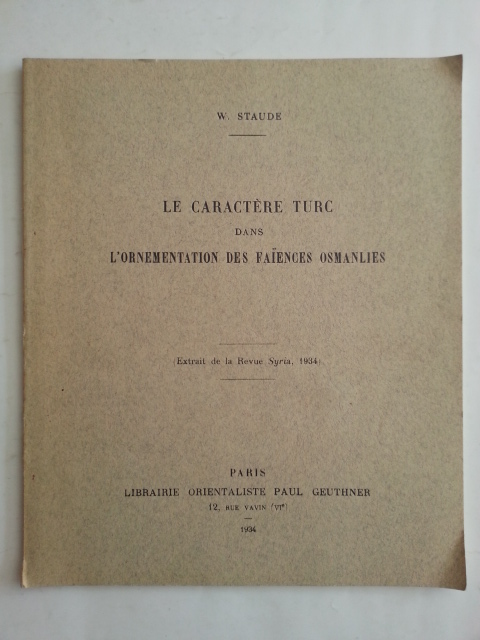 W. STAUDE
LE CARACTÈRE TURC
DANS
L'ORNEMENTATION DES FAÏENCES OSMANLIES
(Extrait de la Revue Syria, 1934)
PARIS
LIBRAIRIE ORIENTALISTE PAUL GEUTHNER
12, RUE VAVIN (VIe)
1934